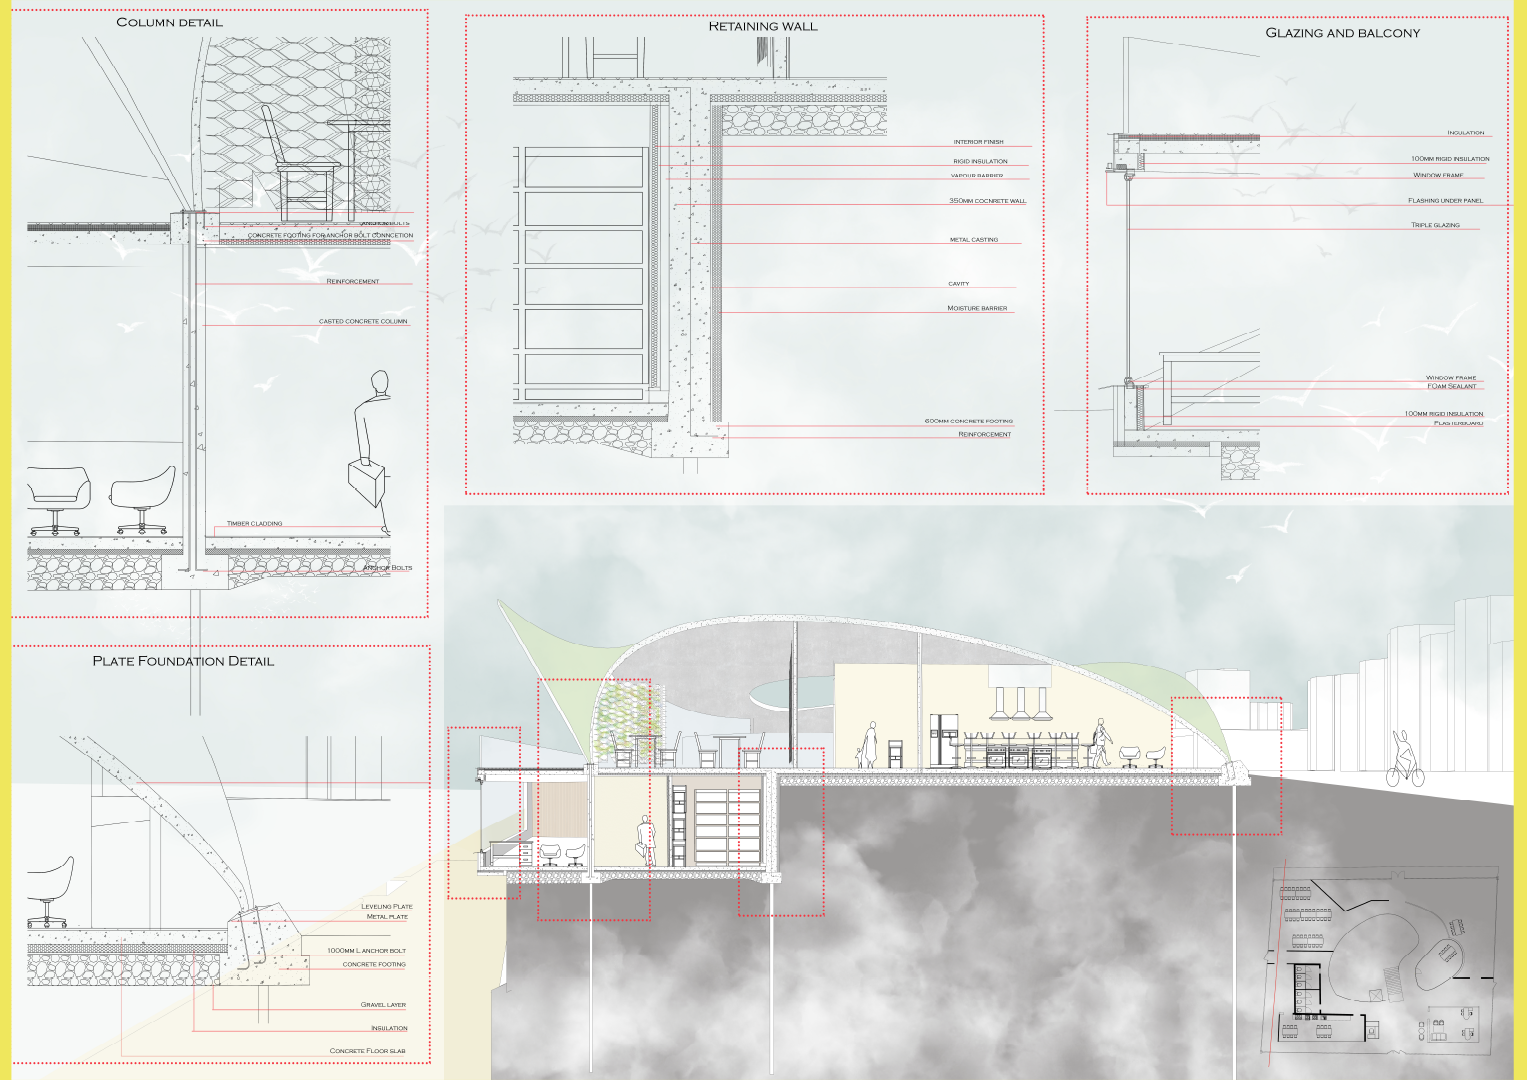 Column detail
Anchor bolts
Concrete footing for anchor bolt conncetion
Reinforcement
casted concrete column
Timber cladding
Anchor Bolts
Retaining wall
interior finish
rigid insulation
vapour barrier
350mm cocnrete wall
metal casting
cavity
Moisture barrier
600mm concrete footing
Reinforcement
Glazing and balcony
Inculation
100mm rigid insulation
Window frame
Flashing under panel
Triple glazing
Window frame
FOam Sealant
100mm rigid insulation
Plasterboard
Plate Foundation Detail
Leveling Plate
Metal plate
1000mm L anchor bolt
concrete footing
Gravel layer
Insulation
Concrete Floor slab